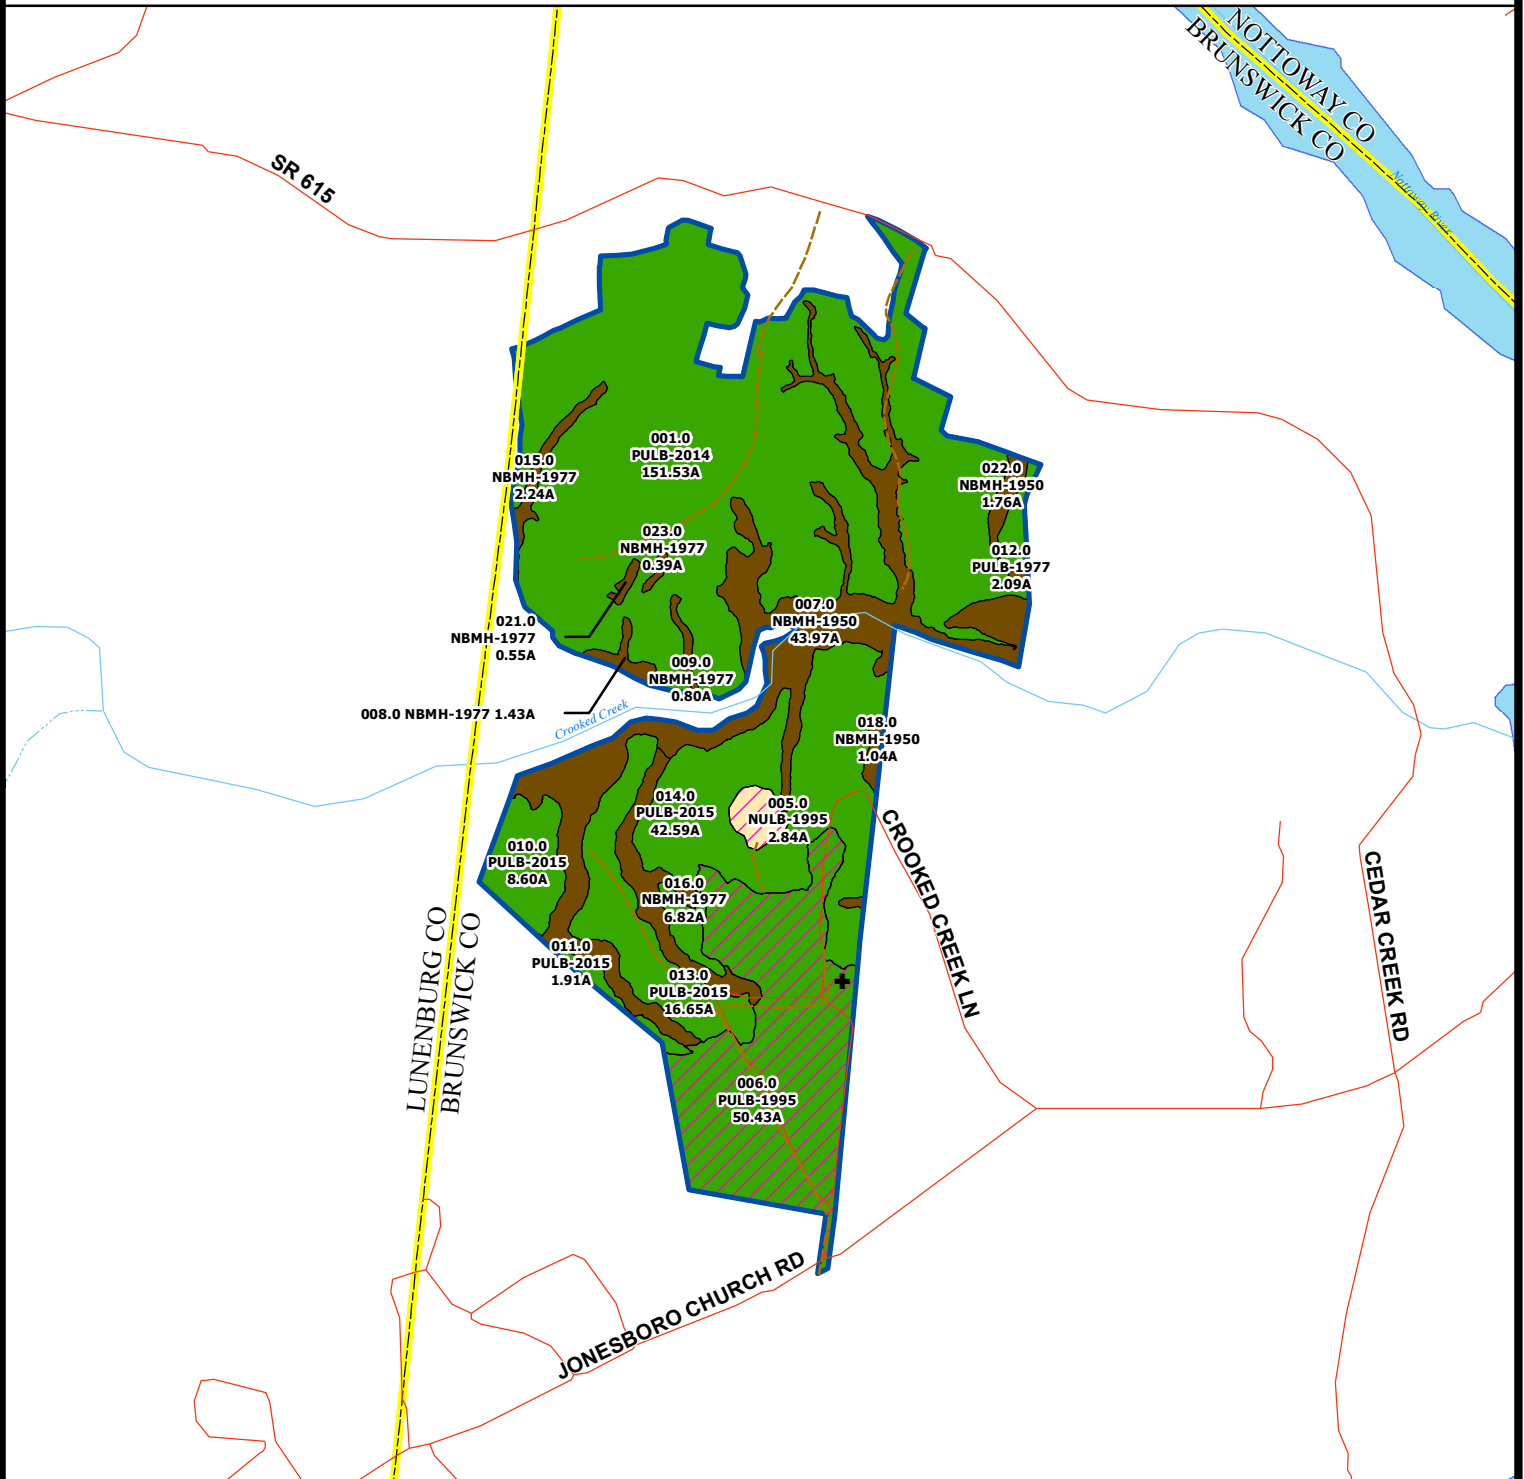 NOTTOWAY CO
BRUNSWICK CO
Nottoway River
SR 615
001.0
PULB-2014
151.53A
015.0
NBMH-1977
2.24A
022.0
NBMH-1950
1.76A
023.0
NBMH-1977
0.39A
012.0
PULB-1977
2.09A
007.0
NBMH-1950
43.97A
021.0
NBMH-1977
0.55A
009.0
NBMH-1977
0.80A
008.0 NBMH-1977 1.43A
Crooked Creek
018.0
NBMH-1950
1.04A
014.0
PULB-2015
42.59A
005.0
NULB-1995
2.84A
010.0
PULB-2015
8.60A
016.0
NBMH-1977
6.82A
CROOKED CREEK LN
CEDAR CREEK RD
LUNENBURG CO
BRUNSWICK CO
011.0
PULB-2015
1.91A
013.0
PULB-2015
16.65A
006.0
PULB-1995
50.43A
JONESBORO CHURCH RD